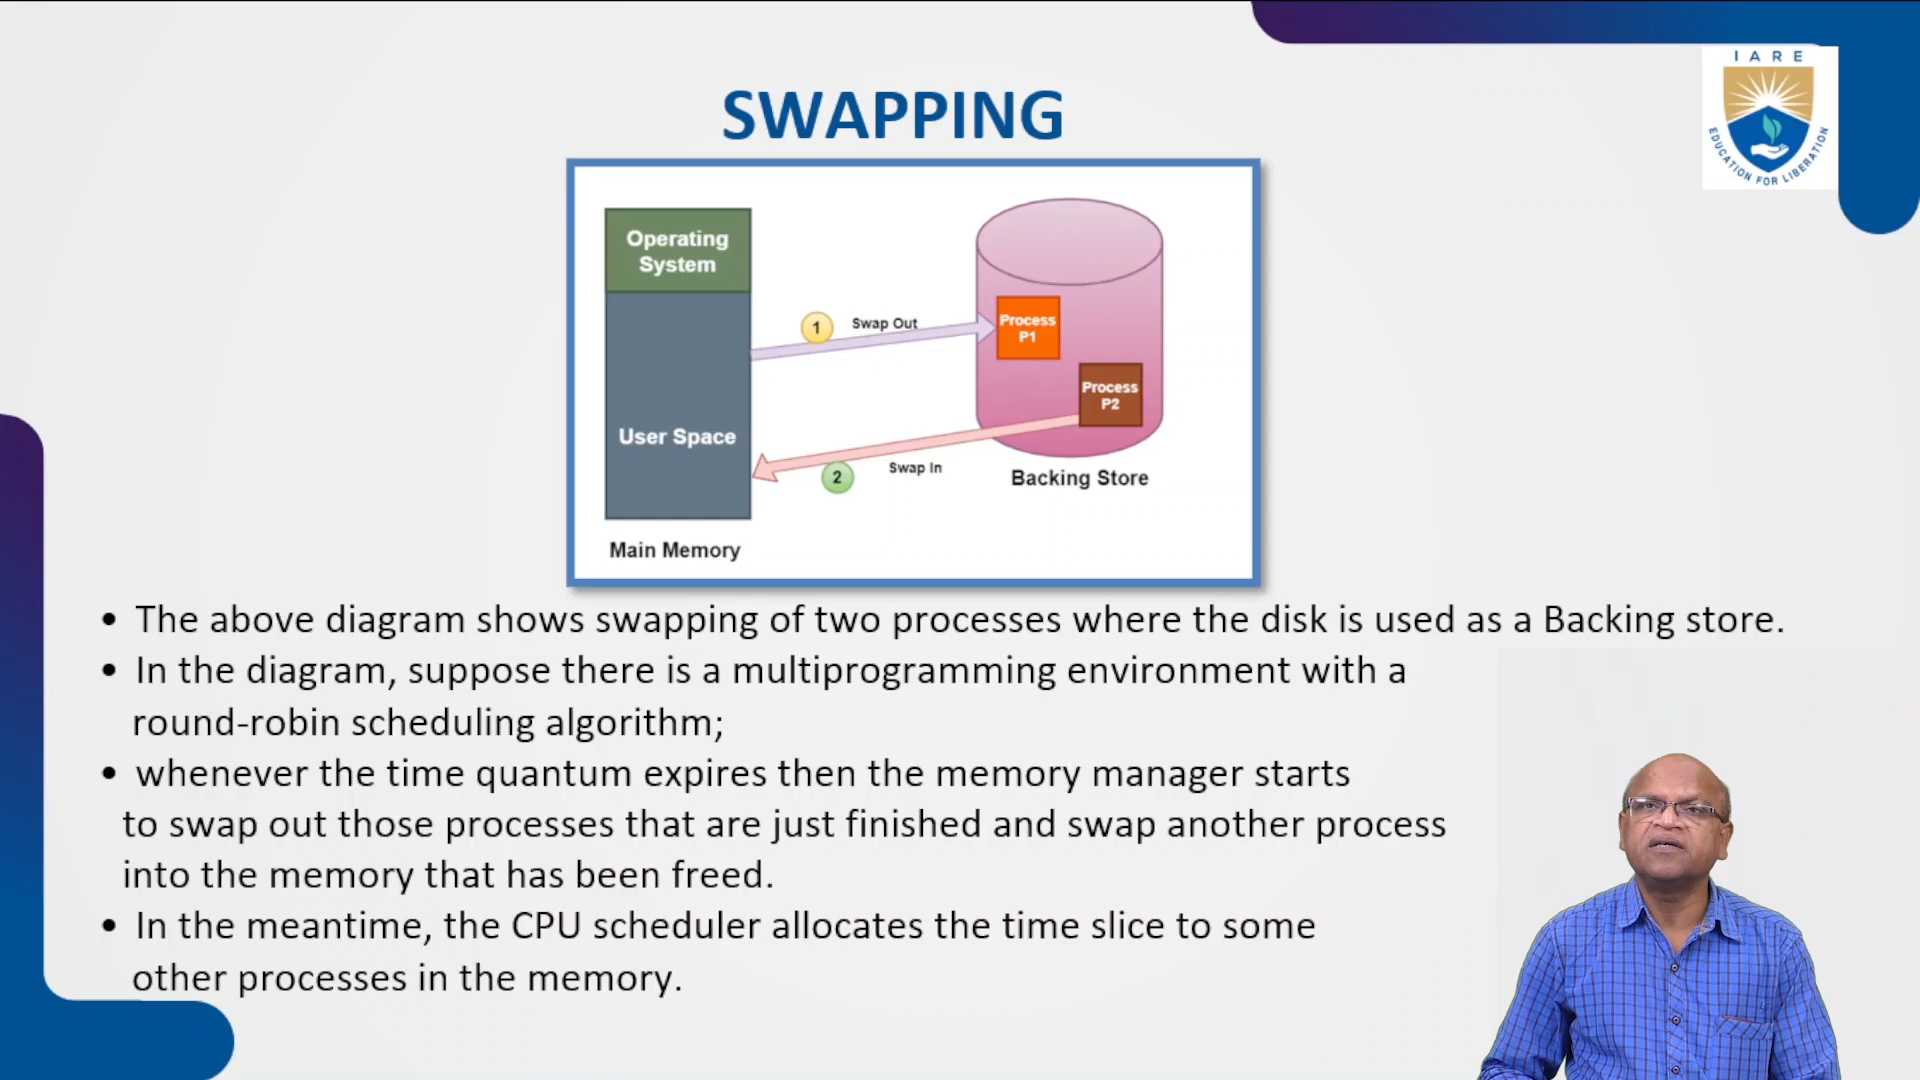 IARE
EDUCATION FOR LIBERATION
SWAPPING
Operating
System
User Space
Main Memory
1
Swap Out
Process
P1
Process
P2
2
Swap In
Backing Store
• The above diagram shows swapping of two processes where the disk is used as a Backing store.
• In the diagram, suppose there is a multiprogramming environment with a
round-robin scheduling algorithm;
• whenever the time quantum expires then the memory manager starts
to swap out those processes that are just finished and swap another process
into the memory that has been freed.
• In the meantime, the CPU scheduler allocates the time slice to some
other processes in the memory.